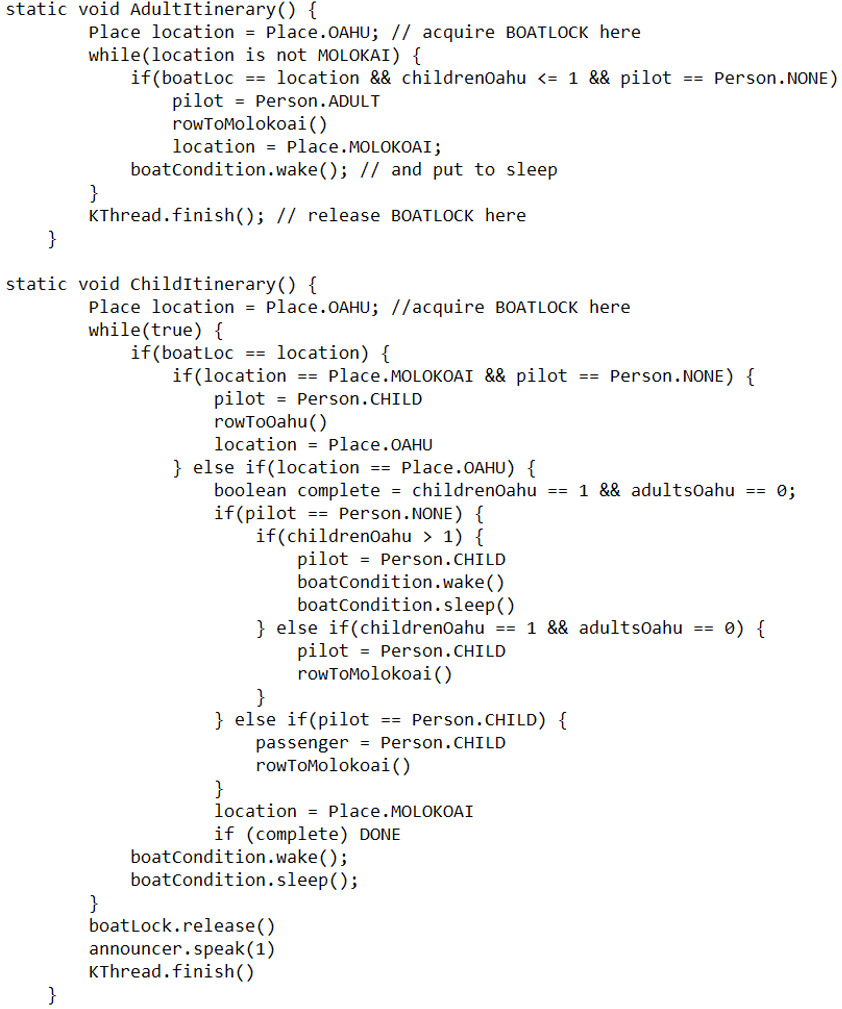 static void AdultItinerary() {
Place location = Place.OAHU; // acquire BOATLOCK here
while(location is not MOLOKAI) {
if(boatLoc == location && childrenOahu <= 1 && pilot == Person.NONE)
pilot = Person.ADULT
rowToMolokoai()
location = Place.MOLOKOAI;
boatCondition.wake(); // and put to sleep
}
KThread.finish(); // release BOATLOCK here
}
static void ChildItinerary() {
Place location = Place.OAHU; //acquire BOATLOCK here
while(true) {
if(boatLoc == location) {
if(location == Place.MOLOKOAI && pilot == Person.NONE) {
pilot = Person.CHILD
rowToOahu()
location = Place.OAHU
} else if(location == Place.OAHU) {
boolean complete = childrenOahu == 1 && adultsOahu == 0;
if(pilot == Person.NONE) {
if(childrenOahu > 1) {
pilot = Person.CHILD
boatCondition.wake()
boatCondition.sleep()
} else if(childrenOahu == 1 && adultsOahu == 0) {
pilot = Person.CHILD
rowToMolokoai()
}
} else if(pilot == Person.CHILD) {
passenger = Person.CHILD
rowToMolokoai()
}
location = Place.MOLOKOAI
if (complete) DONE
boatCondition.wake();
boatCondition.sleep();
}
boatLock.release()
announcer.speak(1)
KThread.finish()
}